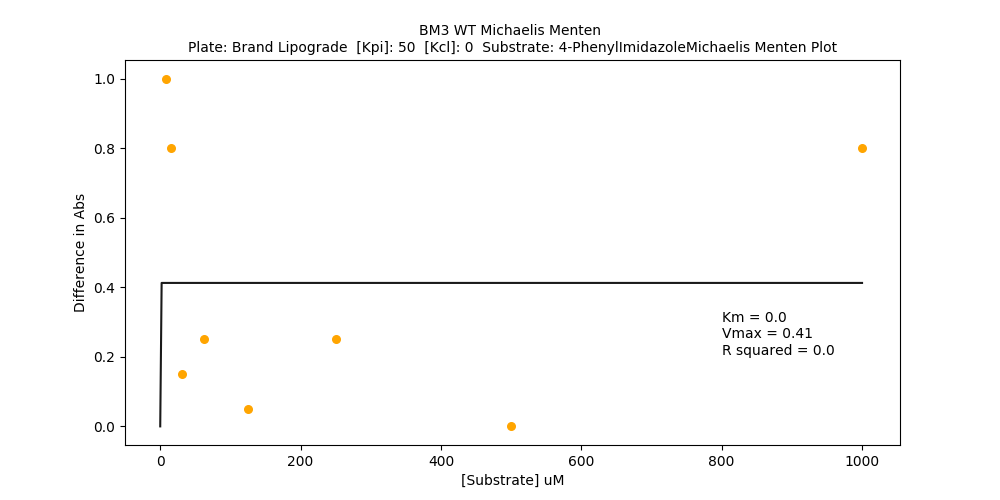 BM3 WT Michaelis Menten
Plate: Brand Lipograde  [Kpi]: 50  [Kcl]: 0  Substrate: 4-PhenylImidazoleMichaelis Menten Plot
1.0
0.8
0.6
0.4
0.2
0.0
Difference in Abs
Km = 0.0
Vmax = 0.41
R squared = 0.0
0 200 400 600 800 1000
[Substrate] uM